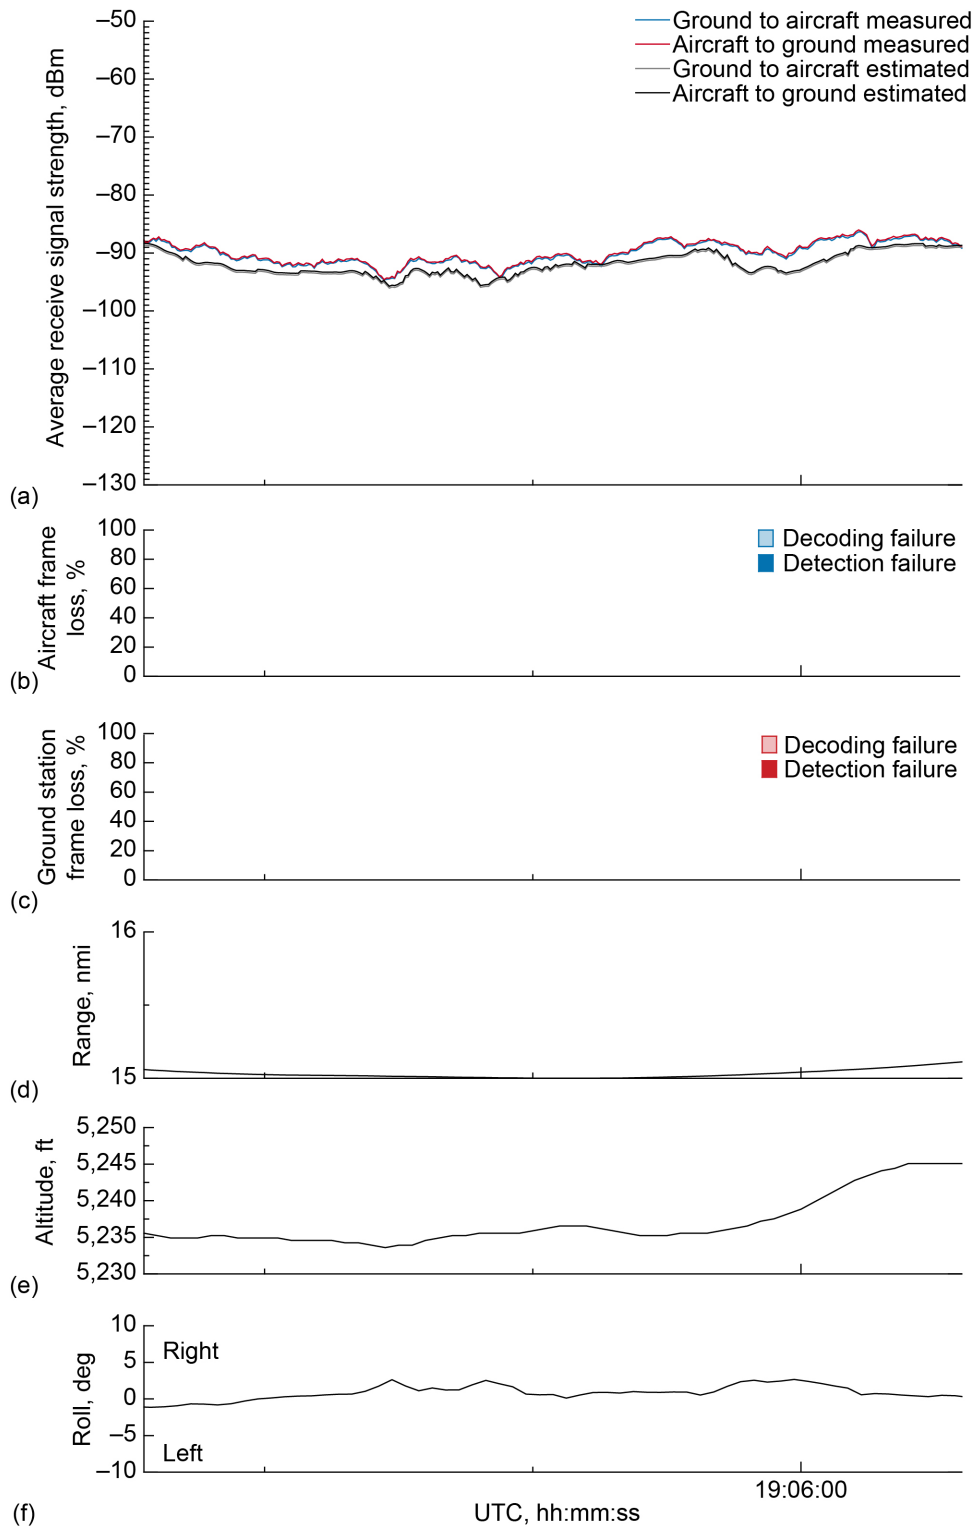 Ground to aircraft measured
Aircraft to ground measured
Ground to aircraft estimated
Aircraft to ground estimated
Average receive signal strength, dBm
–50
–60
–70
–80
–90
–100
–110
–120
–130
(a)
Aircraft frame
loss, %
100
80
60
40
20
0
Decoding failure
Detection failure
(b)
Ground station
frame loss, %
100
80
60
40
20
0
Decoding failure
Detection failure
(c)
Range, nmi
16
15
(d)
Altitude, ft
5,250
5,245
5,240
5,235
5,230
(e)
Roll, deg
10
5
0
–5
–10
Right
Left
19:06:00
UTC, hh:mm:ss
(f)